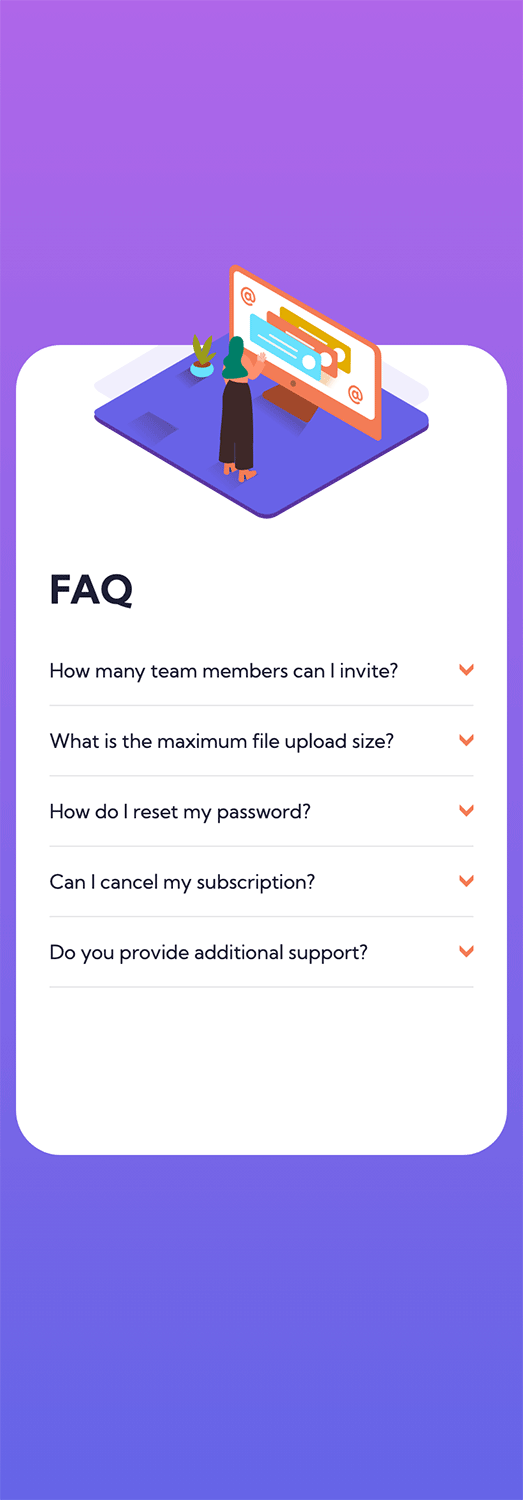 @
@
FAQ
How many team members can I invite?
What is the maximum file upload size?
How do I reset my password?
Can I cancel my subscription?
Do you provide additional support?